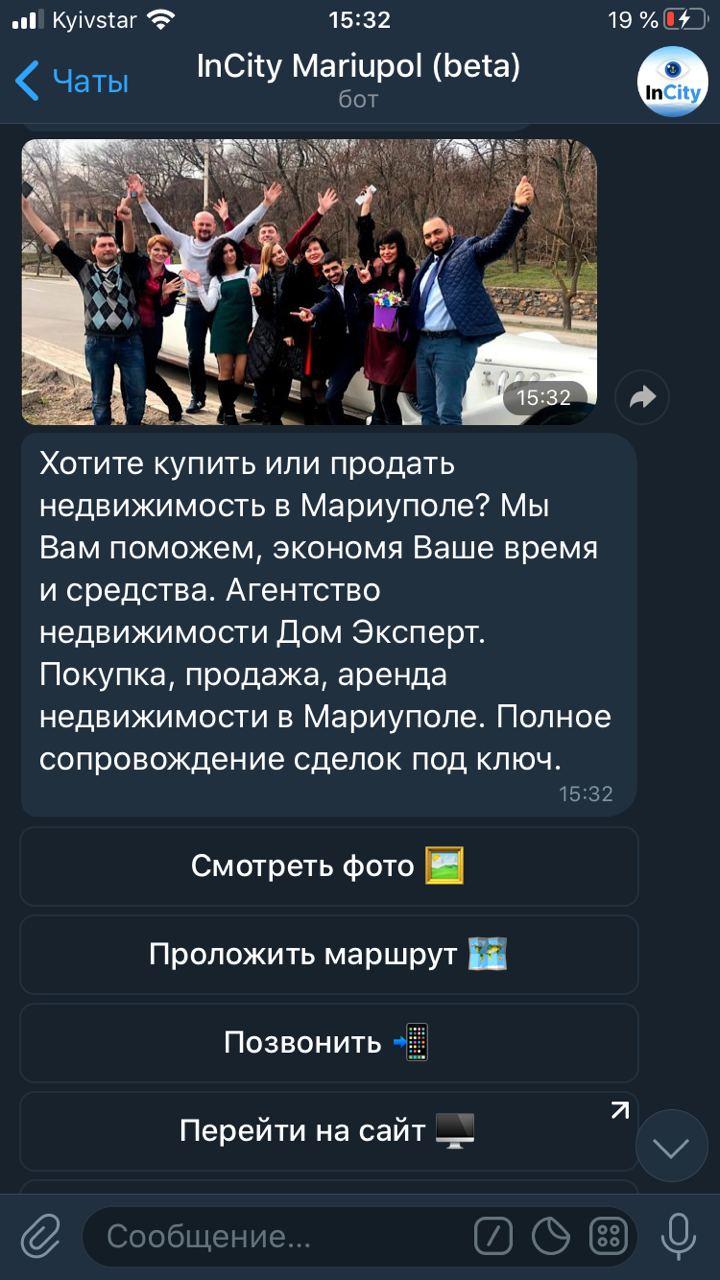 Kyivstar
15:32
19 %
Чаты
InCity Mariupol (beta)
бот
InCity
15:32
Хотите купить или продать
недвижимость в Мариуполе? Мы
Вам поможем, экономя Ваше время
и средства. Агентство
недвижимости Дом Эксперт.
Покупка, продажа, аренда
недвижимости в Мариуполе. Полное
сопровождение сделок под ключ.
15:32
Смотреть фото
Проложить маршрут
Позвонить
Перейти на сайт
Сообщение...